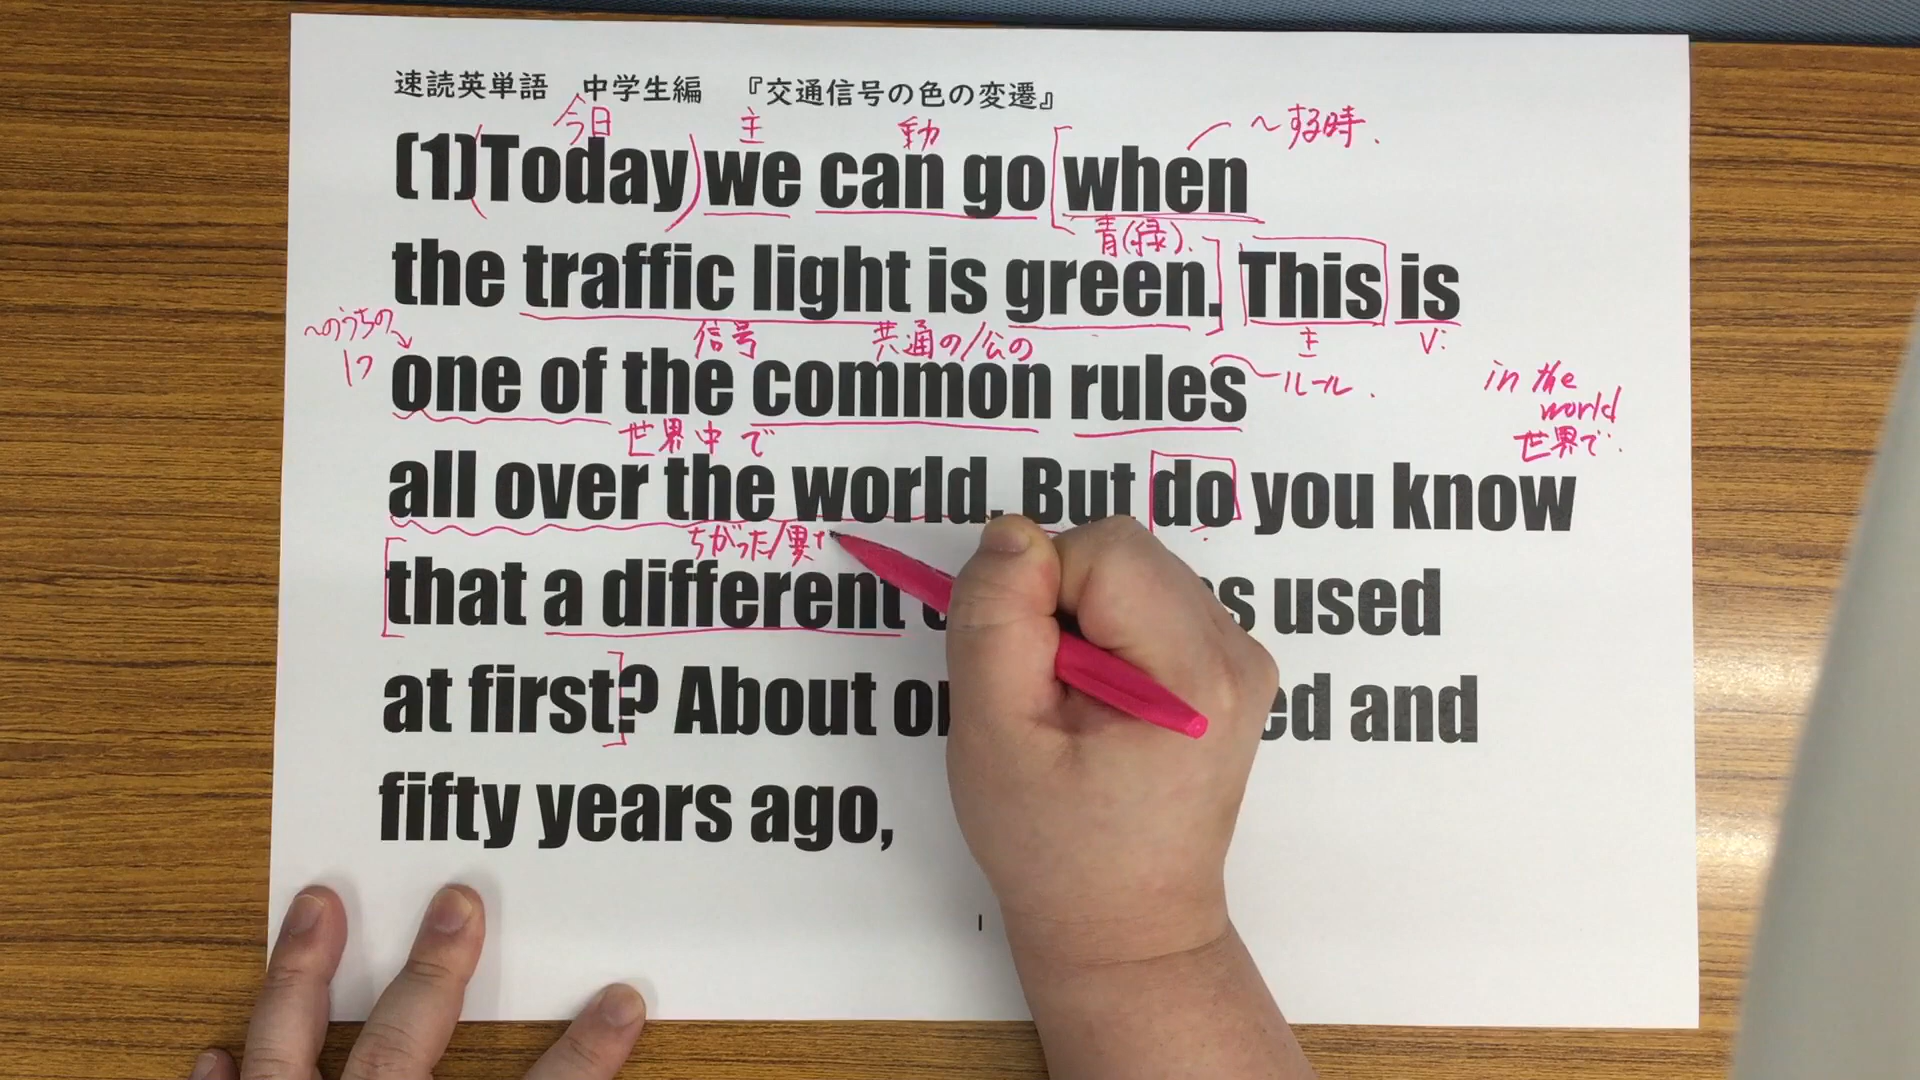 速読英単語 中学生編 『交通信号の色の変遷』
今日 主 動 〜する時.
(1)Today we can go when
青(緑).
the traffic light is green. This is
〜のうちの 信号 共通の/公の 主 V:
1つ
one of the common rules
ルール.
in the
world
世界で.
世界中で
all over the world. But do you know
ちがった/異
that a different used
at first? About and
fifty years ago,
1